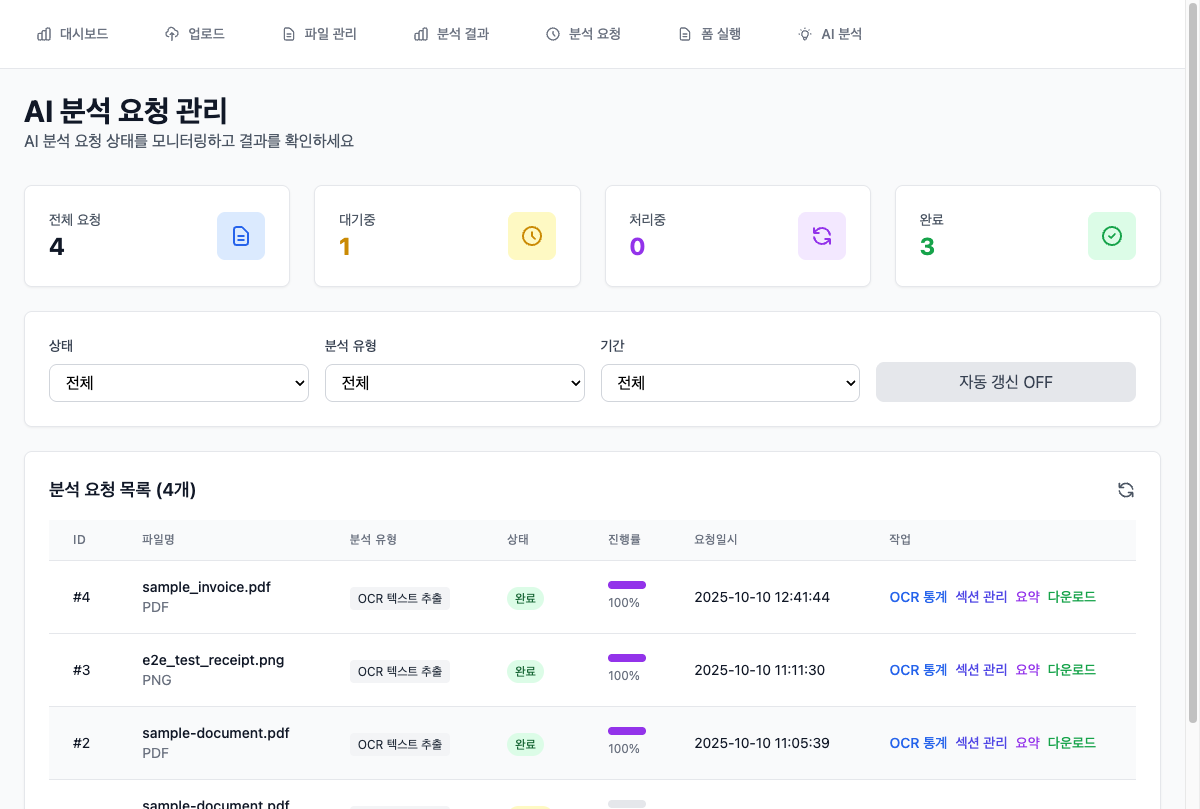 대시보드 업로드 파일 관리 분석 결과 분석 요청 폼 실행 AI 분석
AI 분석 요청 관리
AI 분석 요청 상태를 모니터링하고 결과를 확인하세요
전체 요청 대기중 처리중 완료
4 1 0 3
상태 분석 유형 기간
전체 전체 전체 자동 갱신 OFF
분석 요청 목록 (4개)
ID 파일명 분석 유형 상태 진행률 요청일시 작업
#4 sample_invoice.pdf OCR 텍스트 추출 완료 2025-10-10 12:41:44 OCR 통계 섹션 관리 요약 다운로드
PDF 100%
#3 e2e_test_receipt.png OCR 텍스트 추출 완료 2025-10-10 11:11:30 OCR 통계 섹션 관리 요약 다운로드
PNG 100%
#2 sample-document.pdf OCR 텍스트 추출 완료 2025-10-10 11:05:39 OCR 통계 섹션 관리 요약 다운로드
PDF 100%
sample-document.pdf